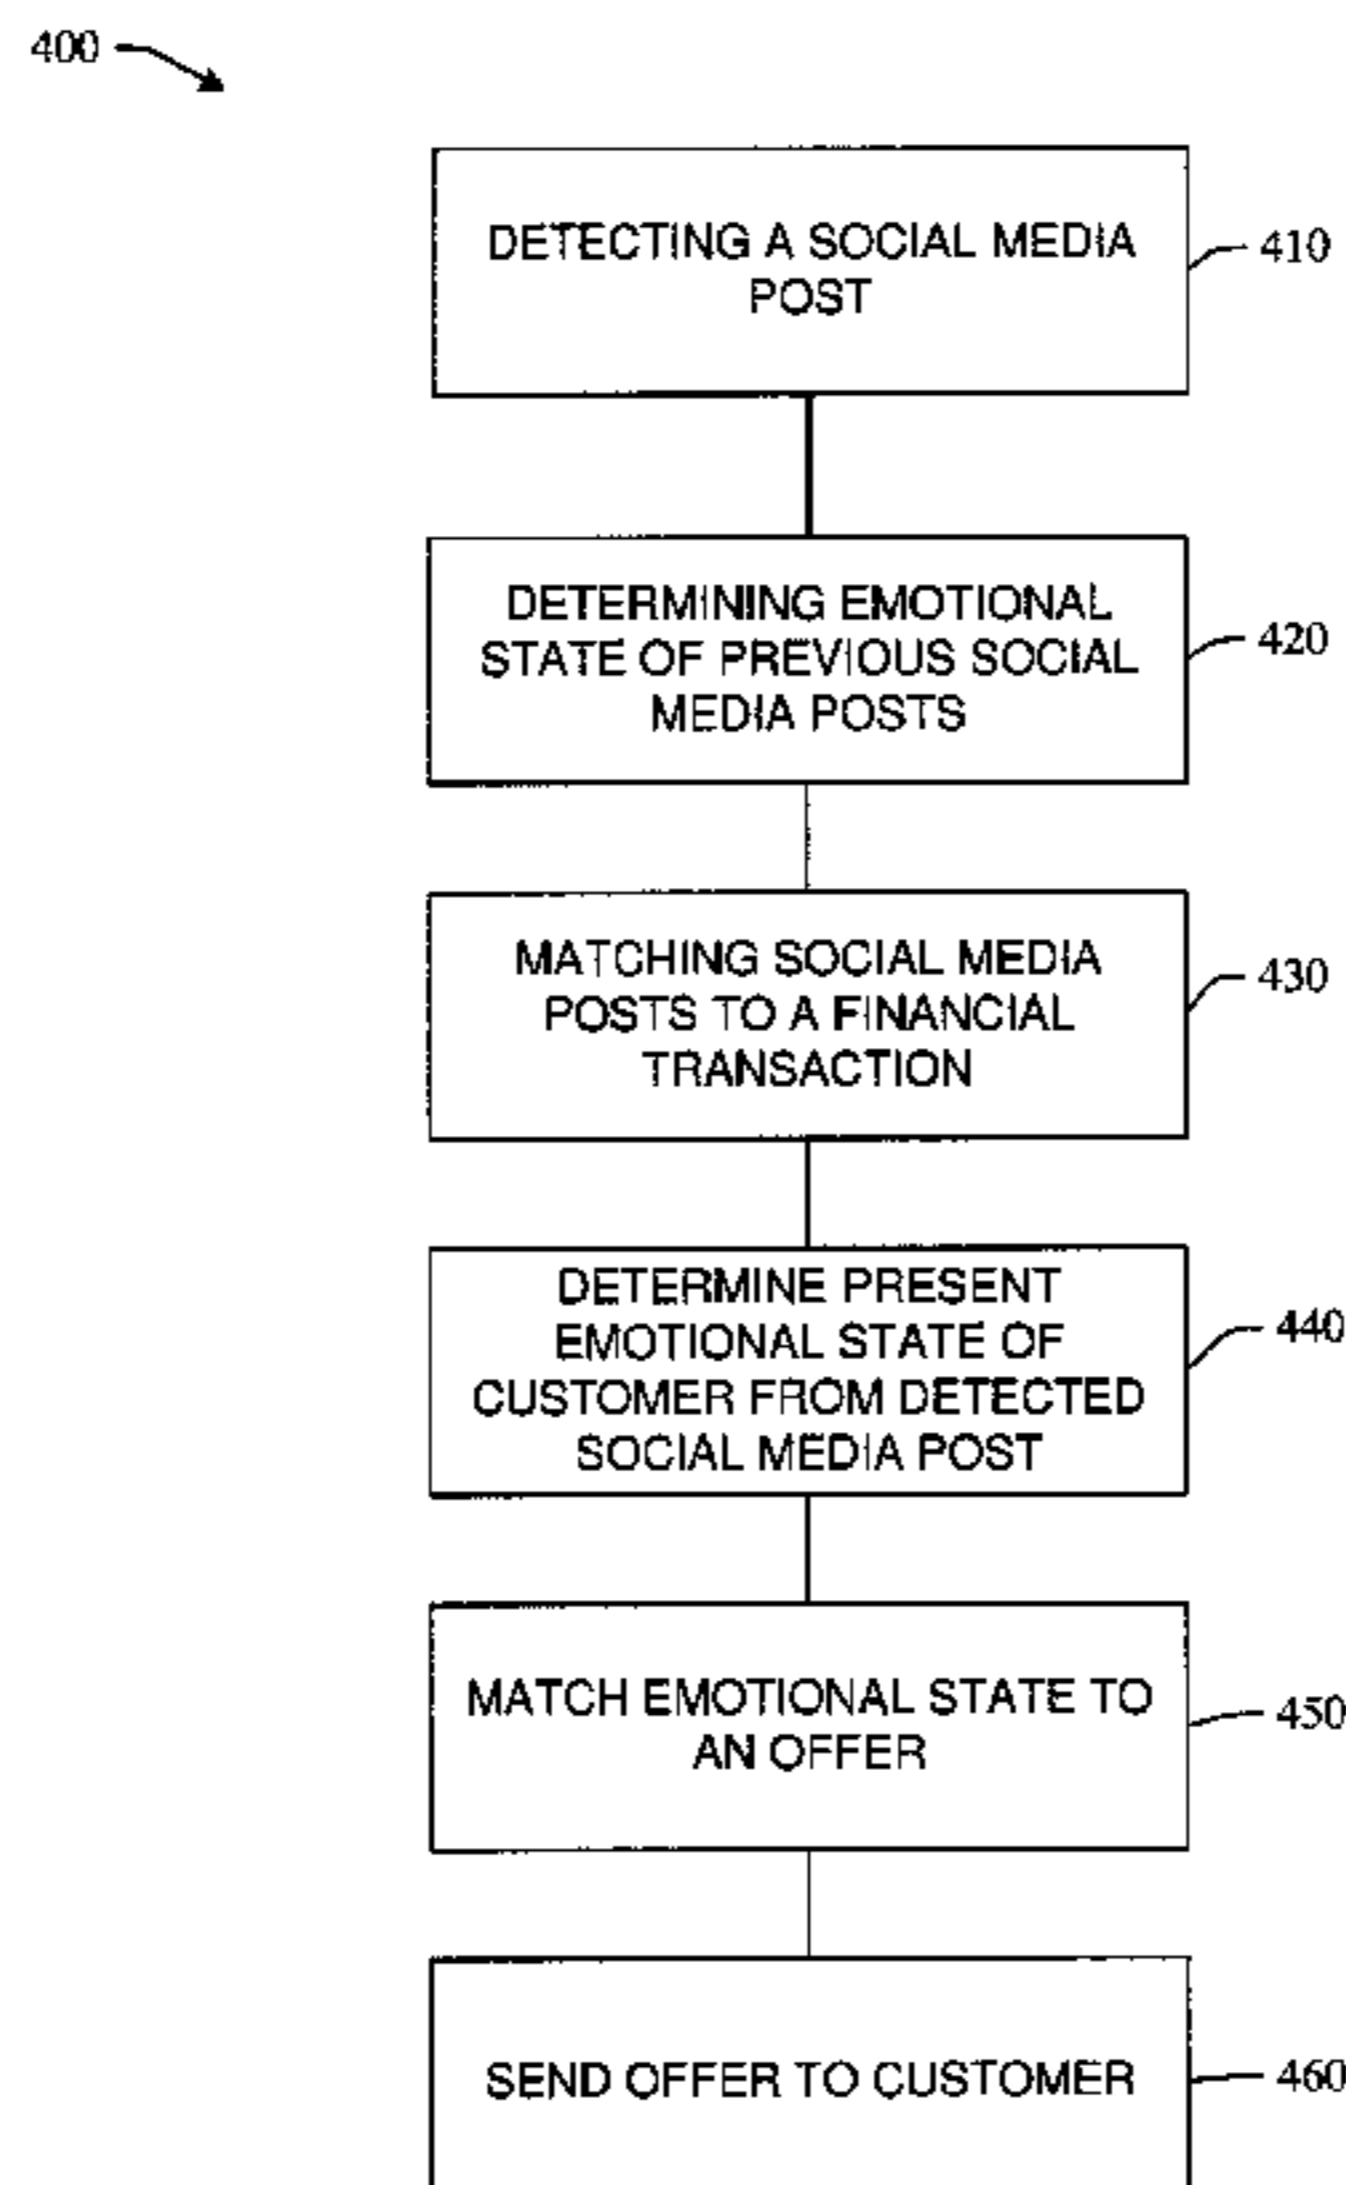 400
DETECTING A SOCIAL MEDIA
POST
410
DETERMINING EMOTIONAL
STATE OF PREVIOUS SOCIAL
MEDIA POSTS
420
MATCHING SOCIAL MEDIA
POSTS TO A FINANCIAL
TRANSACTION
430
DETERMINE PRESENT
EMOTIONAL STATE OF
CUSTOMER FROM DETECTED
SOCIAL MEDIA POST
440
MATCH EMOTIONAL STATE TO
AN OFFER
450
SEND OFFER TO CUSTOMER
460